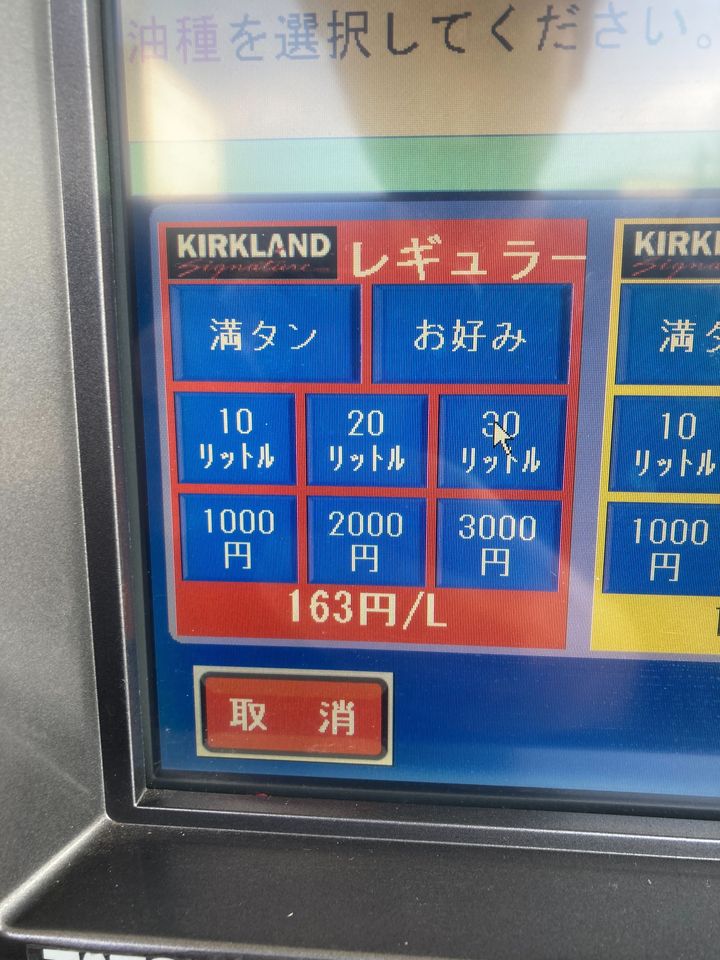 油種を選択してください。
KIRKLAND
Signature
レギュラー
満タン
お好み
10
リットル
20
リットル
30
リットル
1000
円
2000
円
3000
円
163円/L
取 消
KIRKL
Signature
満タ
10
リットル
1000
円